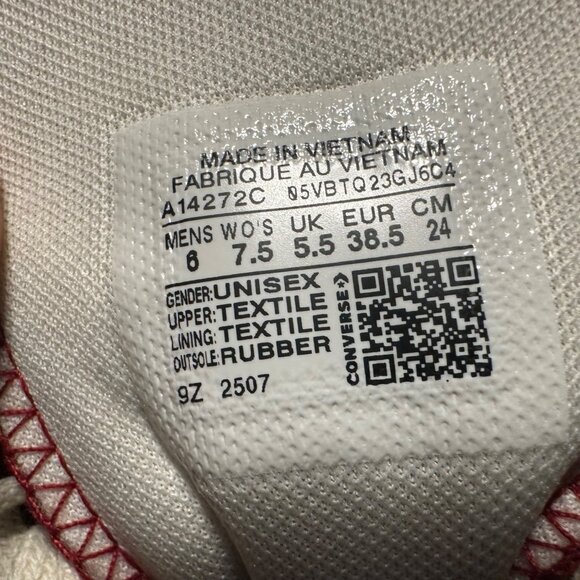 MADE IN VIETNAM
FABRIQUE AU VIETNAM
A14272C 05VBTQ23GJ6C4
MENS WO'S UK EUR CM
6 7.5 5.5 38.5 24
GENDER:UNISEX
UPPER:TEXTILE
LINING:TEXTILE
OUTSOLE:RUBBER
CONVERSE
9Z 2507